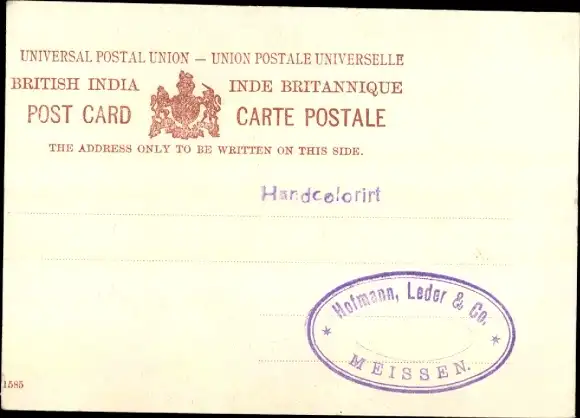 UNIVERSAL POSTAL UNION — UNION POSTALE UNIVERSELLE
BRITISH INDIA INDE BRITANNIQUE
POST CARD CARTE POSTALE
THE ADDRESS ONLY TO BE WRITTEN ON THIS SIDE.
Handcolorirt
* Hofmann, Leder & Co. *
MEISSEN.
1585